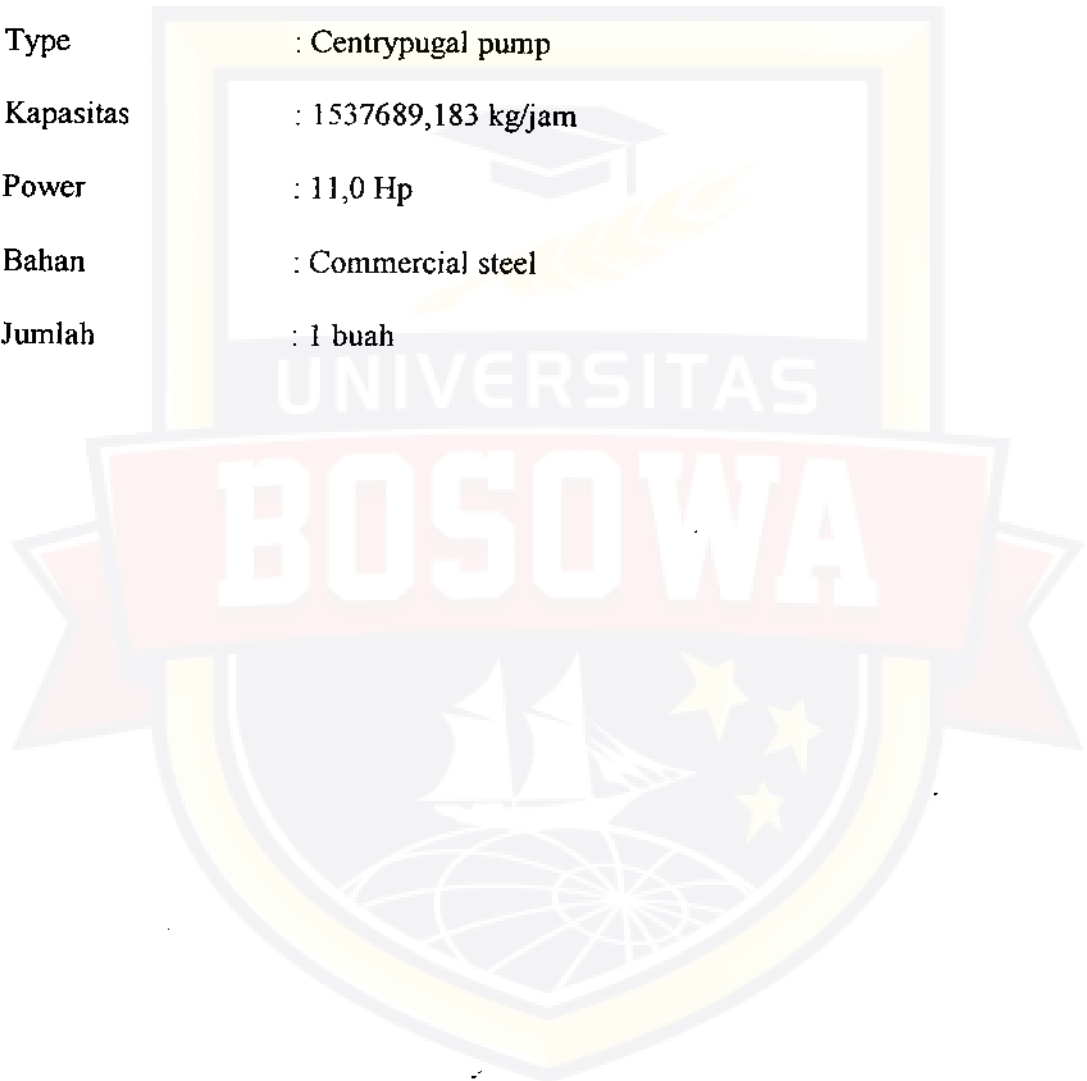 Type : Centrypugal pump
Kapasitas : 1537689,183 kg/jam
Power : 11,0 Hp
Bahan : Commercial steel
Jumlah : 1 buah
UNIVERSITAS
BOSOWA